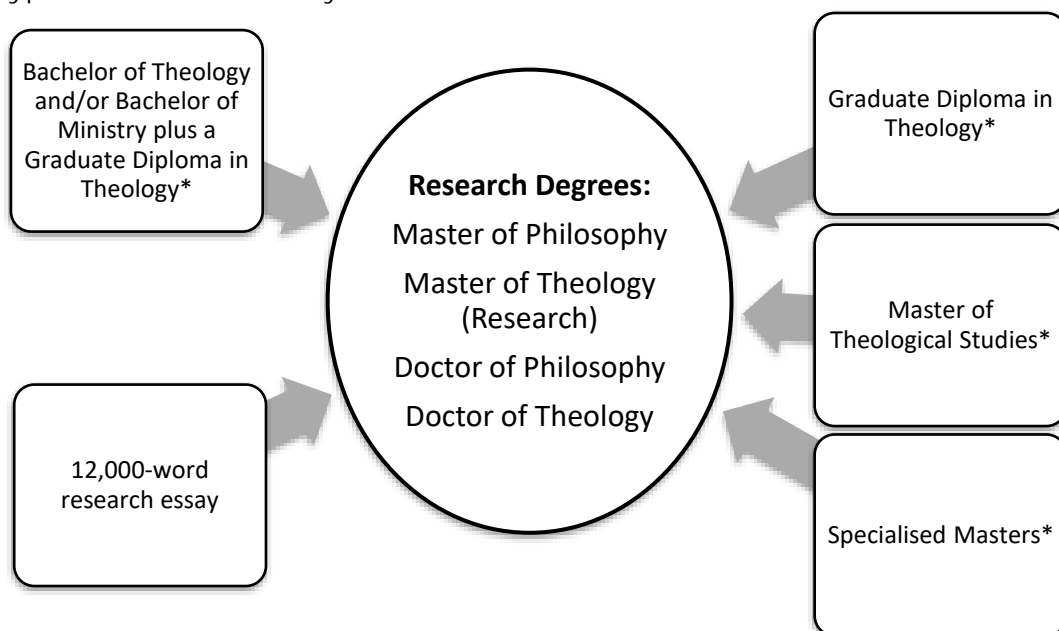 Bachelor of Theology
and/or Bachelor of
Ministry plus a
Graduate Diploma in
Theology*
12,000-word
research essay
Research Degrees:
Master of Philosophy
Master of Theology
(Research)
Doctor of Philosophy
Doctor of Theology
Graduate Diploma in
Theology*
Master of
Theological Studies*
Specialised Masters*